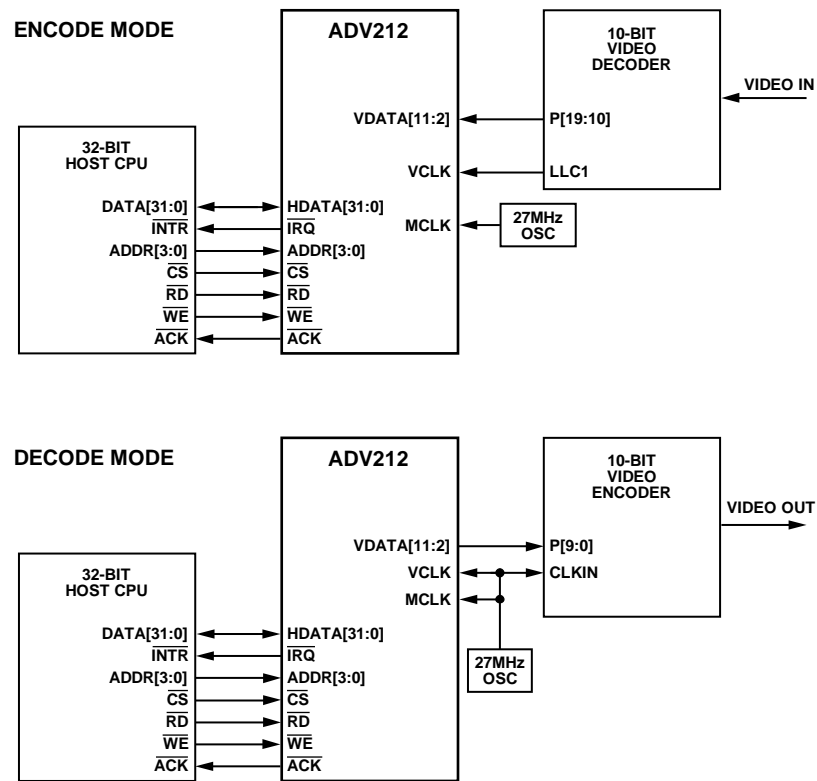 ENCODE MODE
ADV212
10-BIT
VIDEO
DECODER
VIDEO IN
VDATA[11:2]
P[19:10]
32-BIT
HOST CPU
VCLK
LLC1
DATA[31:0]
HDATA[31:0]
MCLK
27MHz
OSC
INTR
IRQ
ADDR[3:0]
ADDR[3:0]
CS
CS
RD
RD
WE
WE
ACK
ACK
DECODE MODE
ADV212
10-BIT
VIDEO
ENCODER
VIDEO OUT
VDATA[11:2]
P[9:0]
32-BIT
HOST CPU
VCLK
CLKIN
MCLK
DATA[31:0]
HDATA[31:0]
27MHz
OSC
INTR
IRQ
ADDR[3:0]
ADDR[3:0]
CS
CS
RD
RD
WE
WE
ACK
ACK